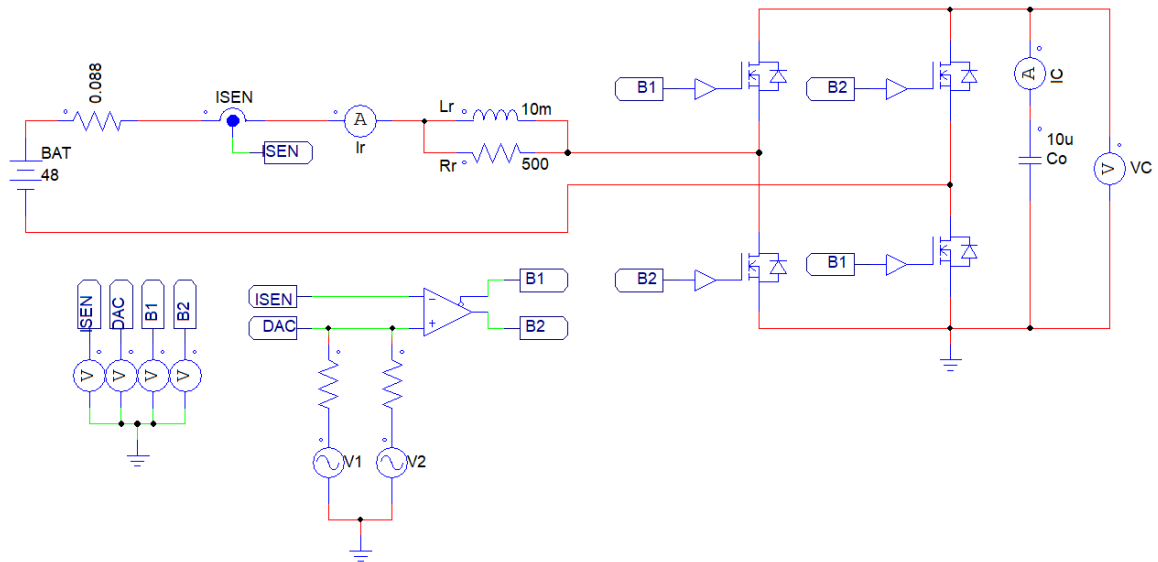 0.088
ISEN
Lr
10m
B1
B2
A
IC
BAT
48
A
Ir
ISEN
Rr
500
10u
Co
V
VC
B2
B1
ISEN
DAC
B1
B2
ISEN
DAC
B1
B2
V
V
V
V
V1
V2